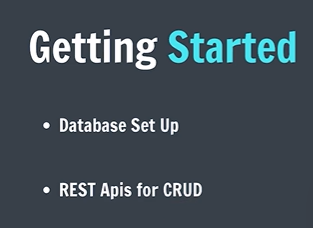 Getting Started
• Database Set Up
• REST Apis for CRUD